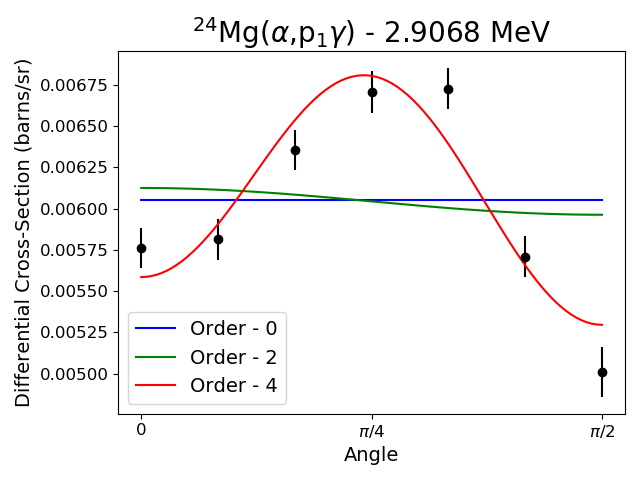 ²⁴Mg(α,p₁γ) - 2.9068 MeV
Differential Cross-Section (barns/sr)
0.00675
0.00650
0.00625
0.00600
0.00575
0.00550
0.00525
0.00500
Order - 0
Order - 2
Order - 4
0
π/4
π/2
Angle